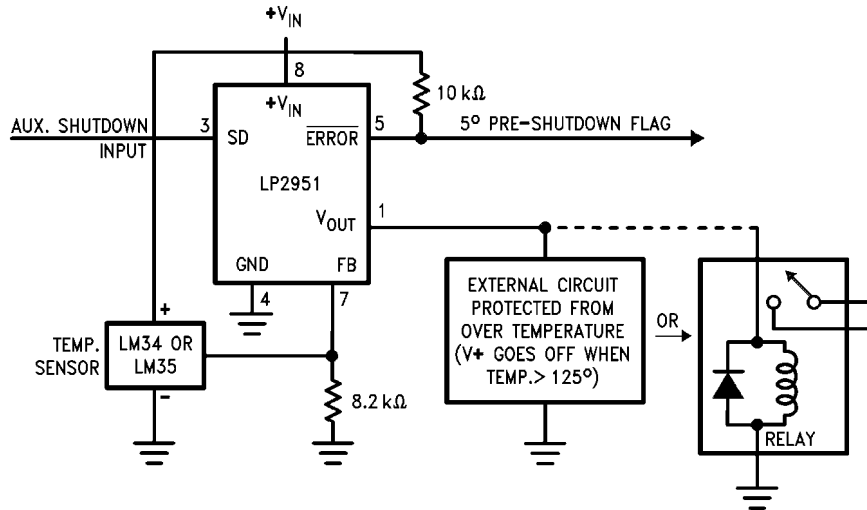 +VIN
8
+VIN
10 kΩ
AUX. SHUTDOWN
INPUT
3
SD
ERROR
5
5° PRE-SHUTDOWN FLAG
LP2951
VOUT
1
GND
FB
4
7
+
TEMP.
SENSOR
LM34 OR
LM35
-
8.2 kΩ
EXTERNAL CIRCUIT
PROTECTED FROM
OVER TEMPERATURE
(V+ GOES OFF WHEN
TEMP.> 125°)
OR
RELAY